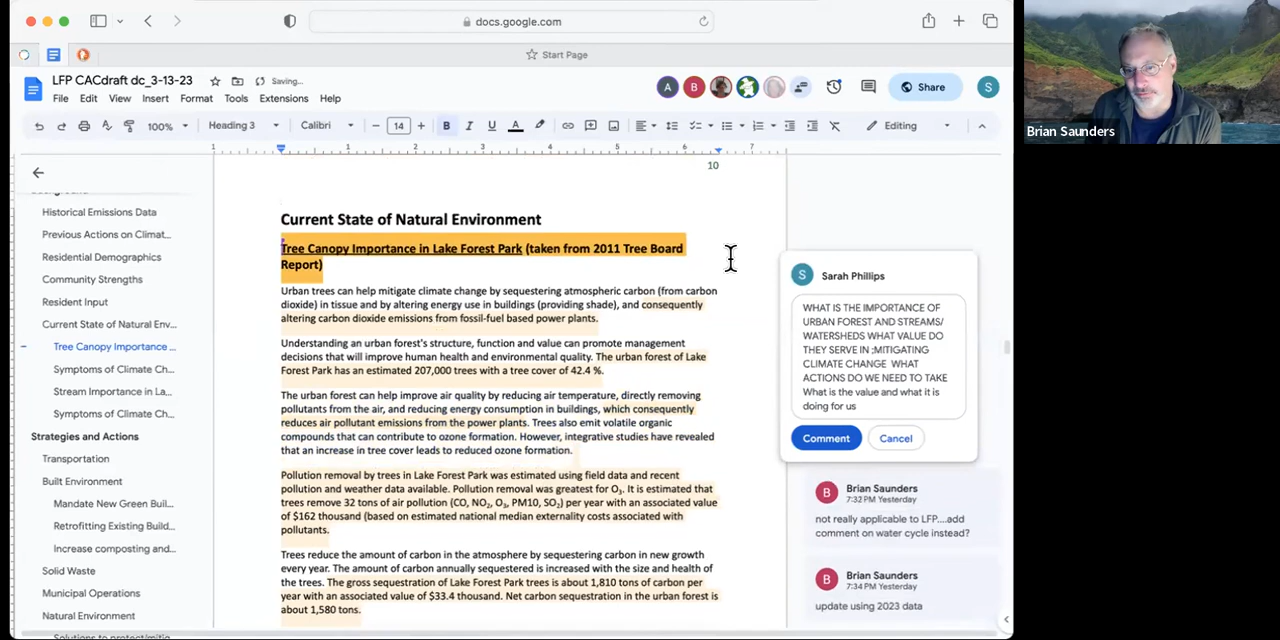 docs.google.com
Start Page
LFP CACdraft dc_3-13-23
Saving...
File Edit View Insert Format Tools Extensions Help
A B
Share
S
100% Heading 3 Calibri 14 B I U A Editing
1 1 2 3 4 5 6 7
Historical Emissions Data
Previous Actions on Climat...
Residential Demographics
Community Strengths
Resident Input
Current State of Natural Env...
Tree Canopy Importance ...
Symptoms of Climate Ch...
Stream Importance in La...
Symptoms of Climate Ch...
Strategies and Actions
Transportation
Built Environment
Mandate New Green Buil...
Retrofitting Existing Build...
Increase composting and...
Solid Waste
Municipal Operations
Natural Environment
Solutions to protect/mitig...
10
Current State of Natural Environment
Tree Canopy Importance in Lake Forest Park (taken from 2011 Tree Board
Report)
Urban trees can help mitigate climate change by sequestering atmospheric carbon (from carbon
dioxide) in tissue and by altering energy use in buildings (providing shade), and consequently
altering carbon dioxide emissions from fossil-fuel based power plants.
Understanding an urban forest's structure, function and value can promote management
decisions that will improve human health and environmental quality. The urban forest of Lake
Forest Park has an estimated 207,000 trees with a tree cover of 42.4 %.
The urban forest can help improve air quality by reducing air temperature, directly removing
pollutants from the air, and reducing energy consumption in buildings, which consequently
reduces air pollutant emissions from the power plants. Trees also emit volatile organic
compounds that can contribute to ozone formation. However, integrative studies have revealed
that an increase in tree cover leads to reduced ozone formation.
Pollution removal by trees in Lake Forest Park was estimated using field data and recent
pollution and weather data available. Pollution removal was greatest for O₃. It is estimated that
trees remove 32 tons of air pollution (CO, NO₂, O₃, PM10, SO₂) per year with an associated value
of $162 thousand (based on estimated national median externality costs associated with
pollutants.
Trees reduce the amount of carbon in the atmosphere by sequestering carbon in new growth
every year. The amount of carbon annually sequestered is increased with the size and health of
the trees. The gross sequestration of Lake Forest Park trees is about 1,810 tons of carbon per
year with an associated value of $33.4 thousand. Net carbon sequestration in the urban forest is
about 1,580 tons.
S
Sarah Phillips
WHAT IS THE IMPORTANCE OF
URBAN FOREST AND STREAMS/
WATERSHEDS WHAT VALUE DO
THEY SERVE IN ;MITIGATING
CLIMATE CHANGE WHAT
ACTIONS DO WE NEED TO TAKE
What is the value and what it is
doing for us
Comment Cancel
B
Brian Saunders
7:32 PM Yesterday
not really applicable to LFP....add
comment on water cycle instead?
B
Brian Saunders
7:34 PM Yesterday
update using 2023 data
Brian Saunders